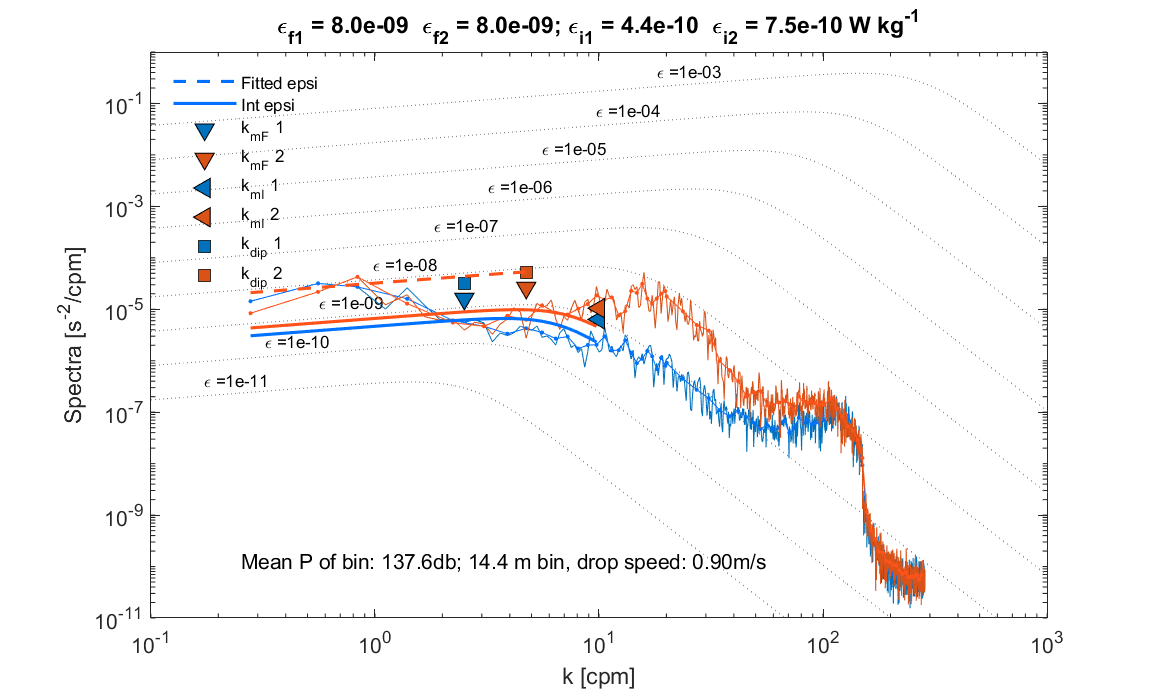 ϵf1 = 8.0e-09 ϵf2 = 8.0e-09; ϵi1 = 4.4e-10 ϵi2 = 7.5e-10 W kg-1
Fitted epsi
Int epsi
kmF 1
kmF 2
kmI 1
kmI 2
kdip 1
kdip 2
ϵ =1e-03
ϵ =1e-04
ϵ =1e-05
ϵ =1e-06
ϵ =1e-07
ϵ =1e-08
ϵ =1e-09
ϵ =1e-10
ϵ =1e-11
Mean P of bin: 137.6db; 14.4 m bin, drop speed: 0.90m/s
Spectra [s-2/cpm]
10-1
10-3
10-5
10-7
10-9
10-11
10-1
100
101
102
103
k [cpm]